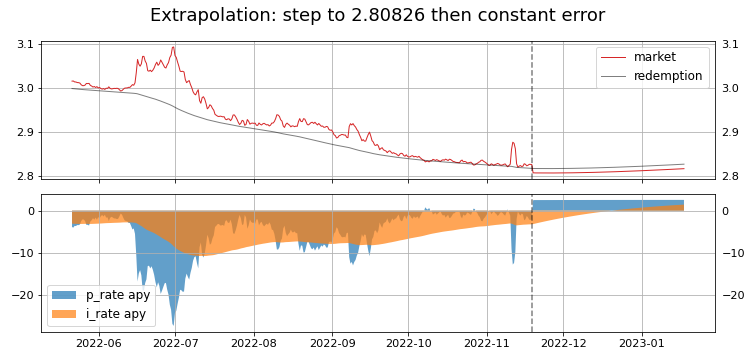 Extrapolation: step to 2.80826 then constant error
3.1 3.1
market
redemption
3.0 3.0
2.9 2.9
2.8 2.8
0 0
−10 −10
−20 −20
p_rate apy
i_rate apy
2022-06 2022-07 2022-08 2022-09 2022-10 2022-11 2022-12 2023-01